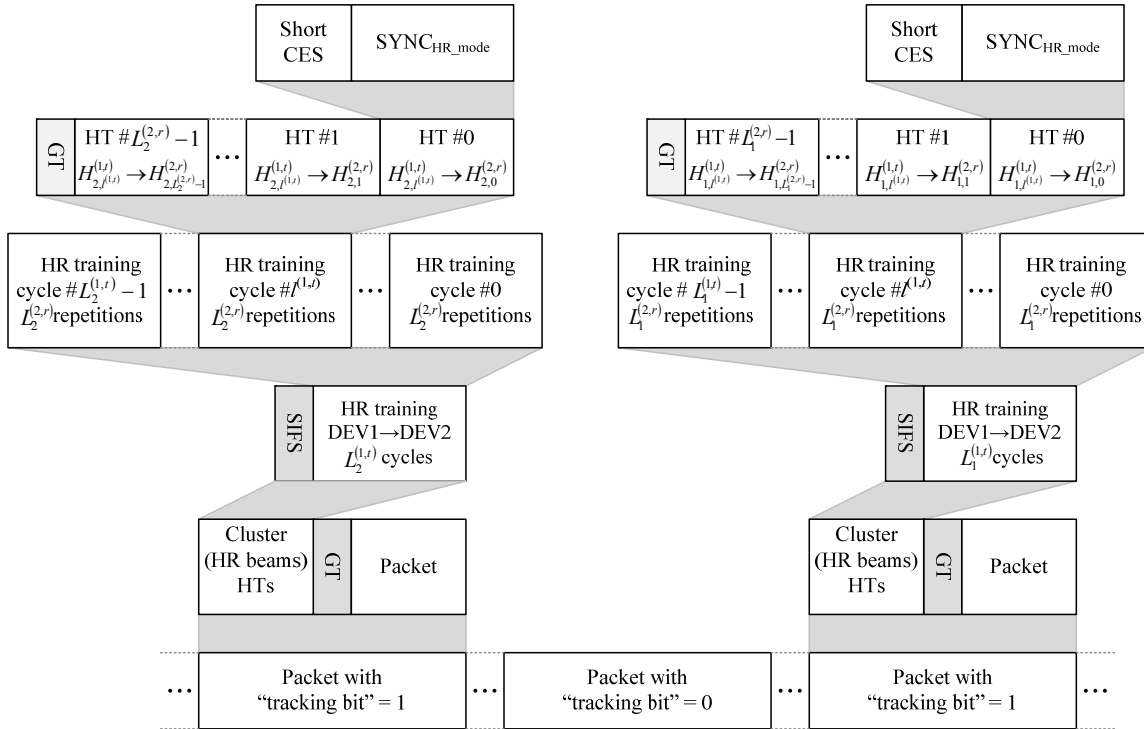 Short
CES
SYNC_{HR_mode}
Short
CES
SYNC_{HR_mode}
GT
HT #L_2^{(2,r)}−1
H_{2,l^{(1,t)}}^{(1,t)}→H_{2,L_2^{(2,r)}−1}^{(2,r)}
···
HT #1
H_{2,l^{(1,t)}}^{(1,t)}→H_{2,1}^{(2,r)}
HT #0
H_{2,l^{(1,t)}}^{(1,t)}→H_{2,0}^{(2,r)}
GT
HT #L_1^{(2,r)}−1
H_{1,l^{(1,t)}}^{(1,t)}→H_{1,L_1^{(2,r)}−1}^{(2,r)}
···
HT #1
H_{1,l^{(1,t)}}^{(1,t)}→H_{1,1}^{(2,r)}
HT #0
H_{1,l^{(1,t)}}^{(1,t)}→H_{1,0}^{(2,r)}
HR training
cycle #L_2^{(1,t)}−1
L_2^{(2,r)} repetitions
···
HR training
cycle #l^{(1,t)}
L_2^{(2,r)} repetitions
···
HR training
cycle #0
L_2^{(2,r)} repetitions
HR training
cycle # L_1^{(1,t)}−1
L_1^{(2,r)} repetitions
···
HR training
cycle #l^{(1,t)}
L_1^{(2,r)} repetitions
···
HR training
cycle #0
L_1^{(2,r)} repetitions
SIFS
HR training
DEV1→DEV2
L_2^{(1,t)} cycles
SIFS
HR training
DEV1→DEV2
L_1^{(1,t)} cycles
Cluster
(HR beams)
HTs
GT
Packet
Cluster
(HR beams)
HTs
GT
Packet
···
Packet with
“tracking bit” = 1
···
Packet with
“tracking bit” = 0
···
Packet with
“tracking bit” = 1
···